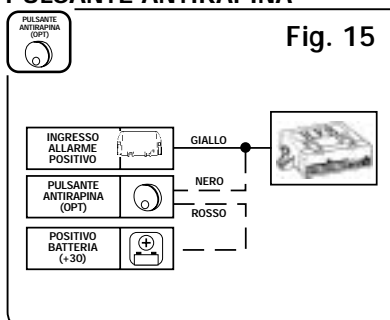 PULSANTE ANTIRAPINA
PULSANTE
ANTIRAPINA
(OPT)
Fig. 15
INGRESSO
ALLARME
POSITIVO
GIALLO
PULSANTE
ANTIRAPINA
(OPT)
NERO
ROSSO
POSITIVO
BATTERIA
(+30)